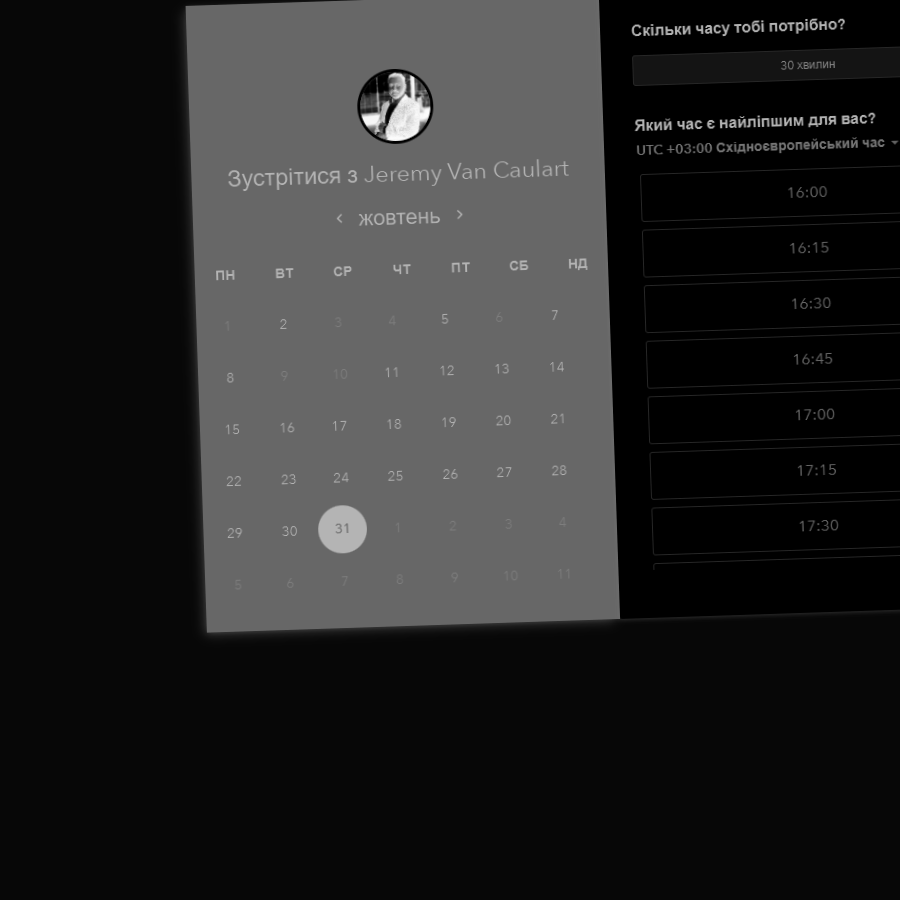 Зустрітися з Jeremy Van Caulart
жовтень
ПН ВТ СР ЧТ ПТ СБ НД
1 2 3 4 5 6 7
8 9 10 11 12 13 14
15 16 17 18 19 20 21
22 23 24 25 26 27 28
29 30 31 1 2 3 4
5 6 7 8 9 10 11
Скільки часу тобі потрібно?
30 хвилин
Який час є найліпшим для вас?
UTC +03:00 Східноєвропейський час
16:00
16:15
16:30
16:45
17:00
17:15
17:30